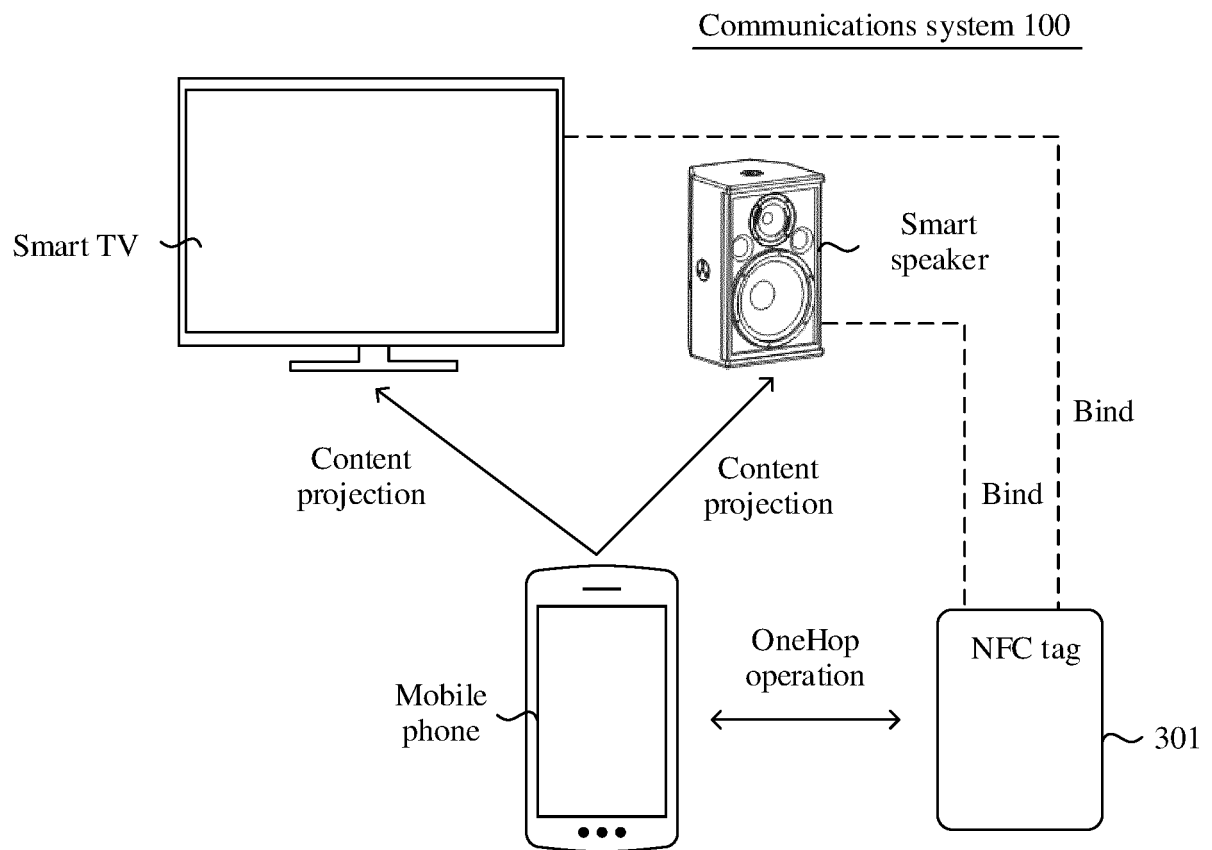 Communications system 100
Smart TV
Smart
speaker
Bind
Content
projection
Content
projection
Bind
OneHop
operation
NFC tag
Mobile
phone
301